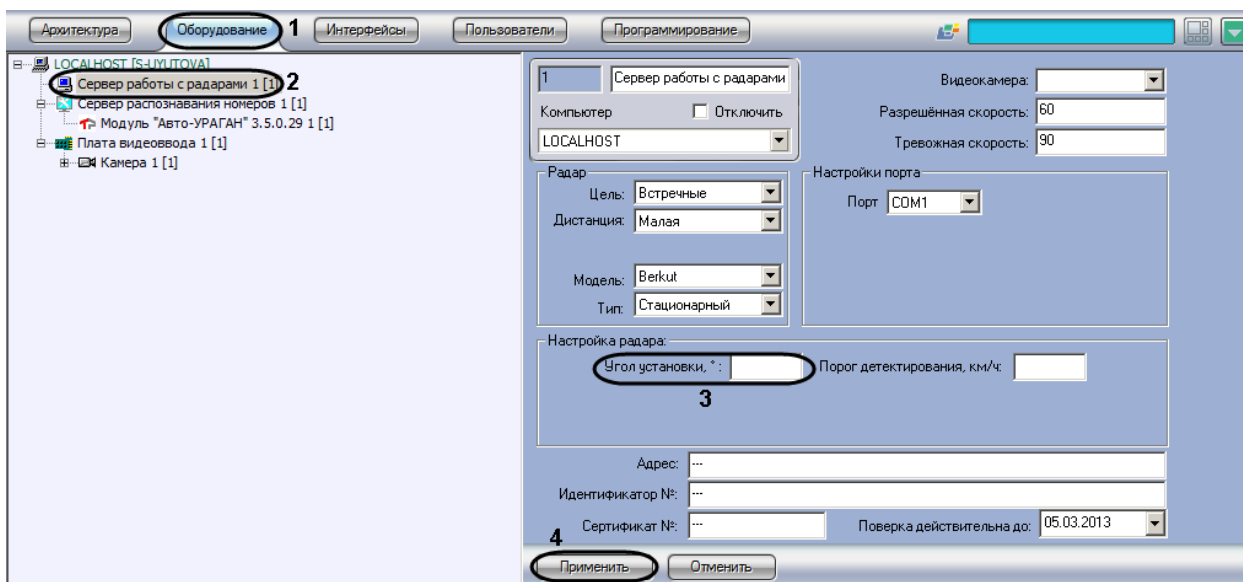 Архитектура Оборудование 1 Интерфейсы Пользователи Программирование
LOCALHOST [S-UYUTOVA]
Сервер работы с радарами 1 [1] 2
Сервер распознавания номеров 1 [1]
Модуль "Авто-УРАГАН" 3.5.0.29 1 [1]
Плата видеоввода 1 [1]
Камера 1 [1]
1 Сервер работы с радарами
Компьютер Отключить
LOCALHOST
Видеокамера:
Разрешённая скорость: 60
Тревожная скорость: 90
Радар
Цель: Встречные
Дистанция: Малая
Модель: Berkut
Тип: Стационарный
Настройки порта
Порт COM1
Настройка радара:
Угол установки, °: Порог детектирования, км/ч:
3
Адрес: ---
Идентификатор №: ---
Сертификат №: --- Поверка действительна до: 05.03.2013
4
Применить Отменить